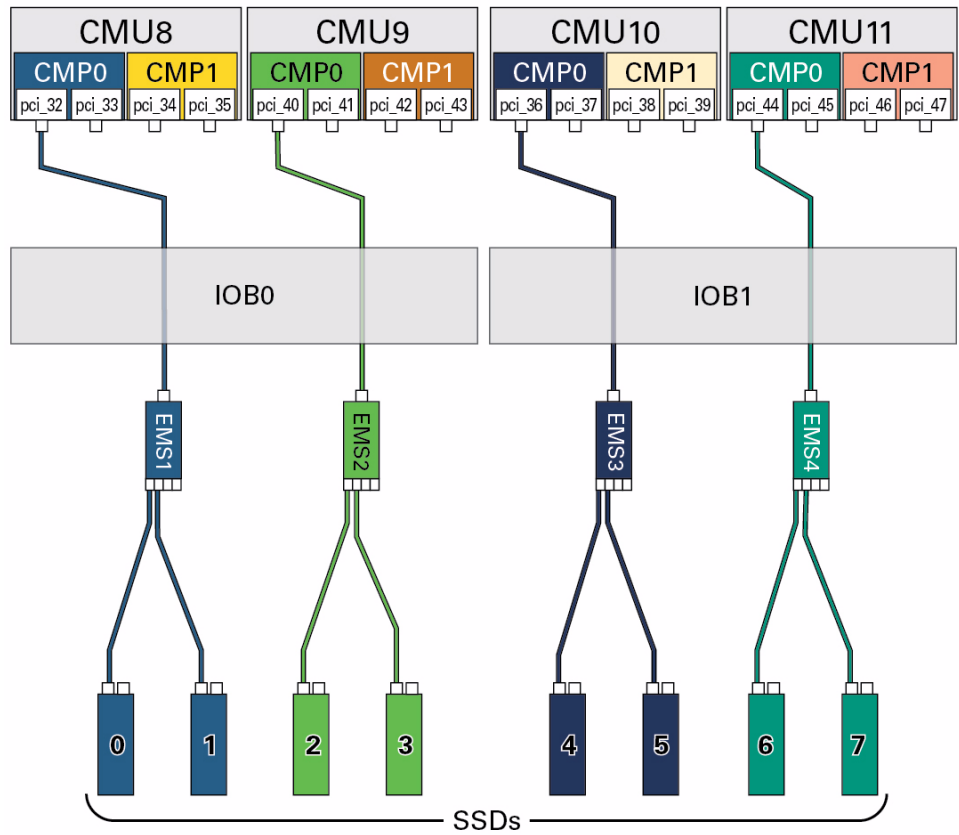 CMU8 CMU9 CMU10 CMU11
CMP0 CMP1 CMP0 CMP1 CMP0 CMP1 CMP0 CMP1
pci_32 pci_33 pci_34 pci_35 pci_40 pci_41 pci_42 pci_43 pci_36 pci_37 pci_38 pci_39 pci_44 pci_45 pci_46 pci_47
IOB0 IOB1
EMS1 EMS2 EMS3 EMS4
0 1 2 3 4 5 6 7
SSDs